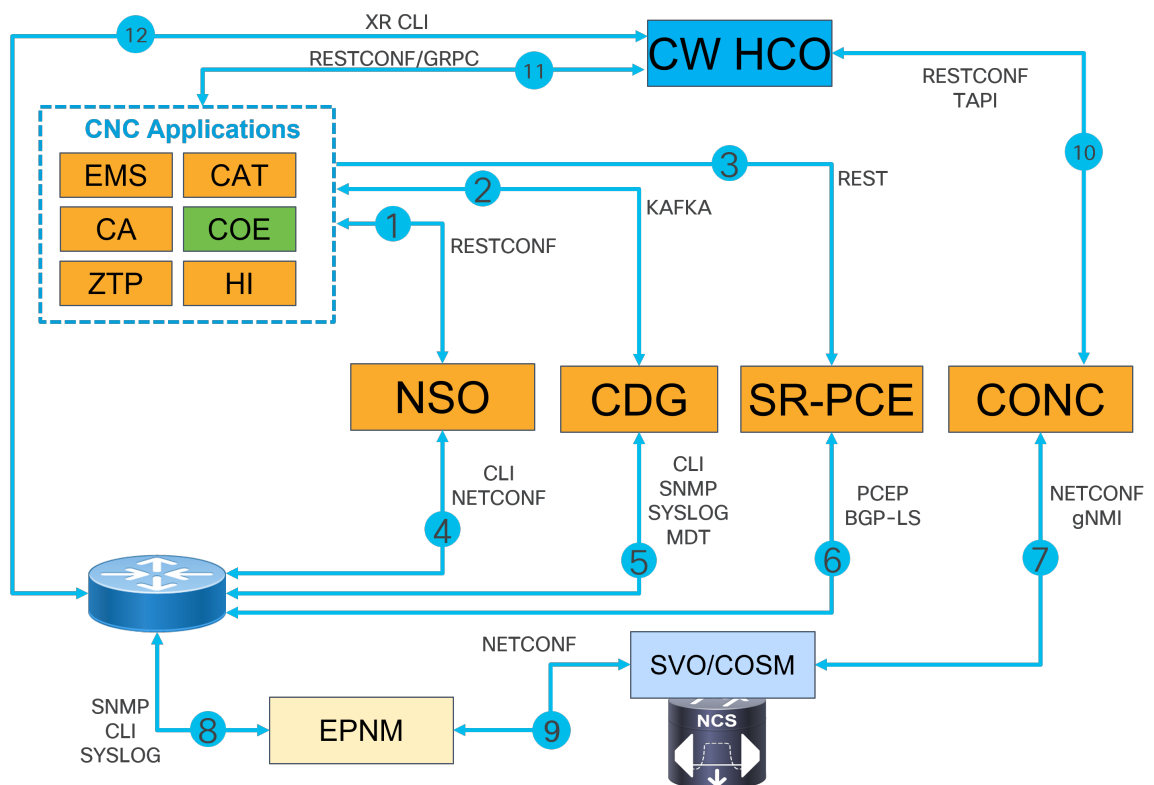 12
XR CLI
CW HCO
RESTCONF/GRPC
11
RESTCONF
TAPI
CNC Applications
EMS
CAT
3
10
REST
2
KAFKA
CA
COE
1
RESTCONF
ZTP
HI
NSO
CDG
SR-PCE
CONC
CLI
NETCONF
CLI
SNMP
SYSLOG
MDT
PCEP
BGP-LS
NETCONF
gNMI
4
5
6
7
NETCONF
SVO/COSM
SNMP
CLI
SYSLOG
8
EPNM
9
NCS